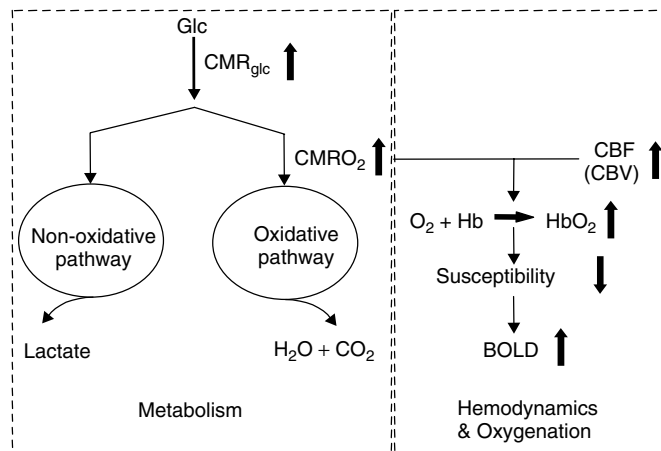 Glc
CMRglc
CMRO2
Non-oxidative
pathway
Oxidative
pathway
Lactate
H2O + CO2
Metabolism
CBF
(CBV)
O2 + Hb
HbO2
Susceptibility
BOLD
Hemodynamics
& Oxygenation